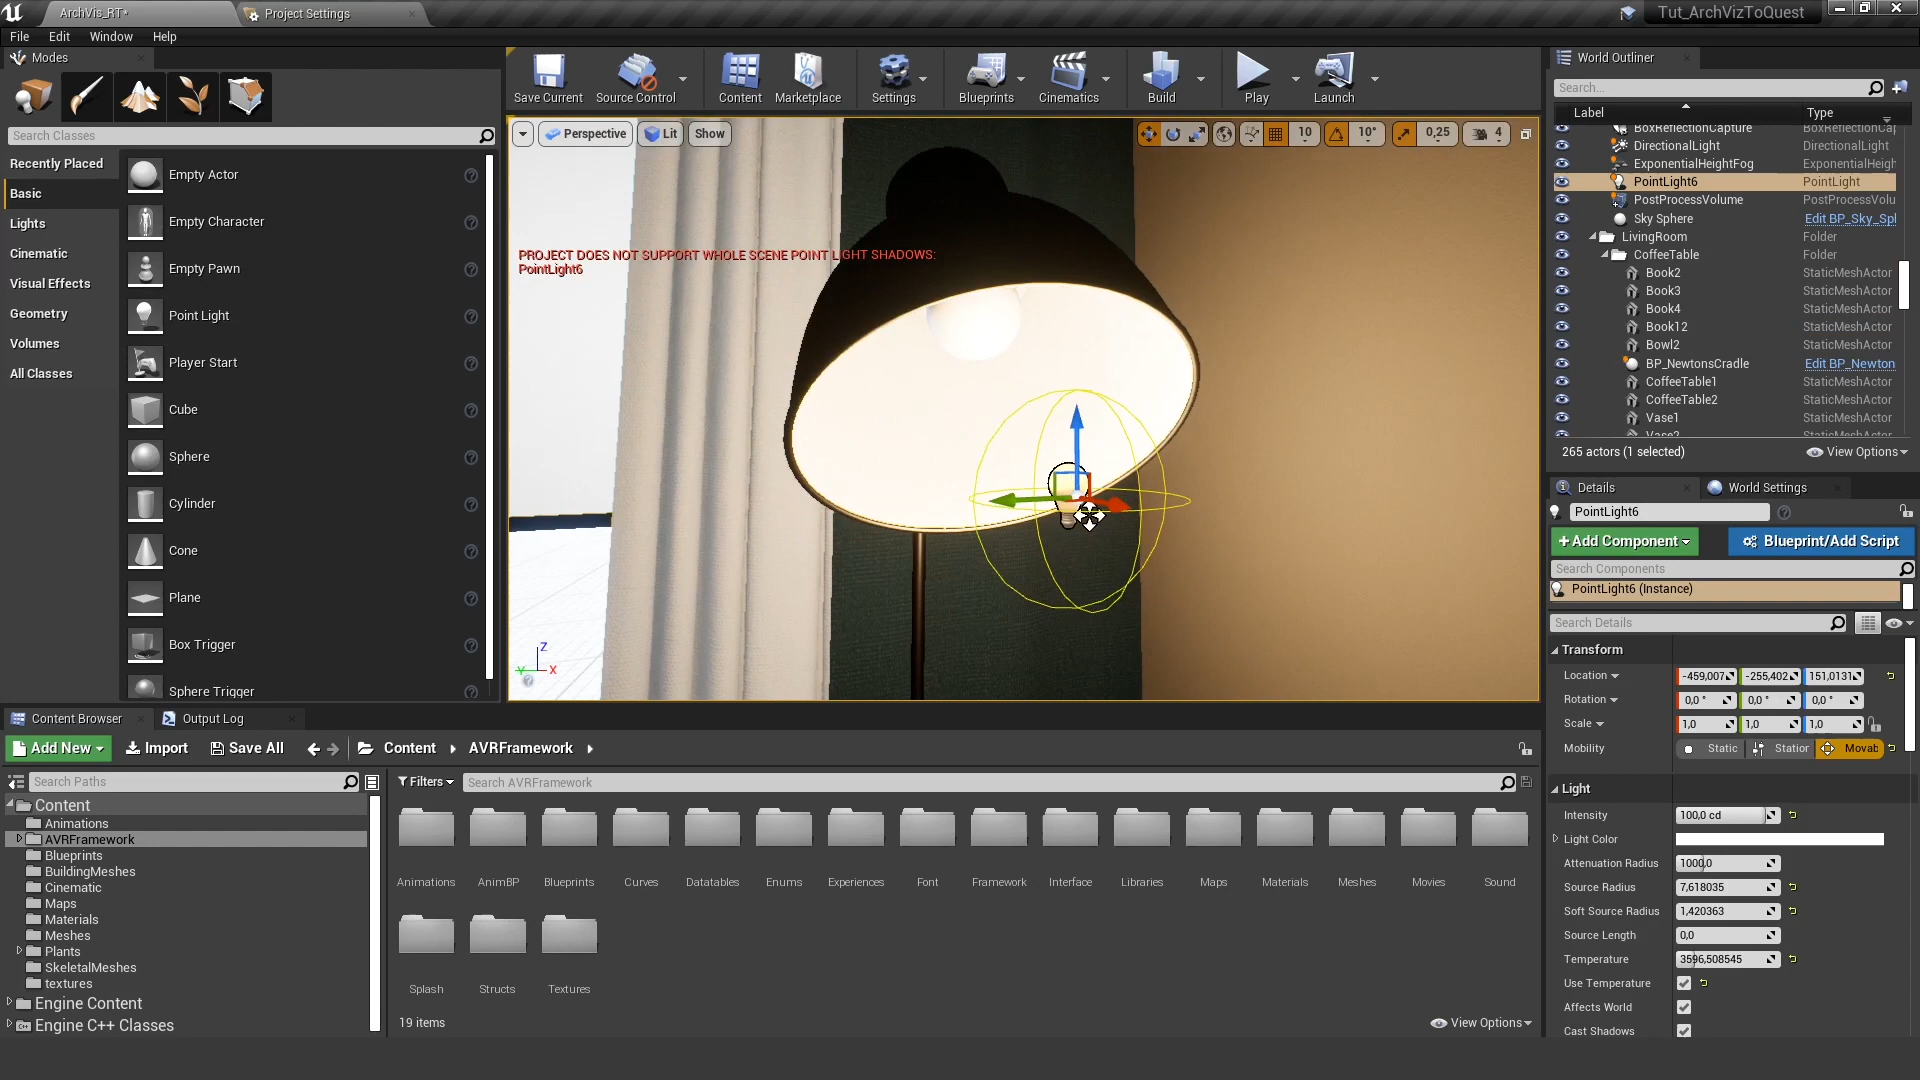 ArchVis_RT*
Project Settings
Tut_ArchVizToQuest
File
Edit
Window
Help
Modes
Search Classes
Recently Placed
Basic
Lights
Cinematic
Visual Effects
Geometry
Volumes
All Classes
Empty Actor
Empty Character
Empty Pawn
Point Light
Player Start
Cube
Sphere
Cylinder
Cone
Plane
Box Trigger
Sphere Trigger
Save Current
Source Control
Content
Marketplace
Settings
Blueprints
Cinematics
Build
Play
Launch
Perspective
Lit
Show
10
10°
0,25
4
PROJECT DOES NOT SUPPORT WHOLE SCENE POINT LIGHT SHADOWS:
PointLight6
Z
Y
X
World Outliner
Search...
Label Type
BoxReflectionCapture BoxReflectionCap
DirectionalLight DirectionalLight
ExponentialHeightFog ExponentialHeigh
PointLight6 PointLight
PostProcessVolume PostProcessVolu
Sky Sphere Edit BP_Sky_Spl
LivingRoom Folder
CoffeeTable Folder
Book2 StaticMeshActor
Book3 StaticMeshActor
Book4 StaticMeshActor
Book12 StaticMeshActor
Bowl2 StaticMeshActor
BP_NewtonsCradle Edit BP_Newton
CoffeeTable1 StaticMeshActor
CoffeeTable2 StaticMeshActor
Vase1 StaticMeshActor
Vase2 StaticMeshActor
265 actors (1 selected)
View Options
Details
World Settings
PointLight6
+Add Component
Blueprint/Add Script
Search Components
PointLight6 (Instance)
Search Details
Transform
Location -459,007 -255,402 151,0131
Rotation 0,0 ° 0,0 ° 0,0 °
Scale 1,0 1,0 1,0
Mobility Static Station Movab
Light
Intensity 100,0 cd
Light Color
Attenuation Radius 1000,0
Source Radius 7,618035
Soft Source Radius 1,420363
Source Length 0,0
Temperature 3596,508545
Use Temperature
Affects World
Cast Shadows
Content Browser
Output Log
Add New
Import
Save All
Content
AVRFramework
Search Paths
Filters
Search AVRFramework
Content
Animations
AVRFramework
Blueprints
BuildingMeshes
Cinematic
Maps
Materials
Meshes
Plants
SkeletalMeshes
textures
Engine Content
Engine C++ Classes
Animations
AnimBP
Blueprints
Curves
Datatables
Enums
Experiences
Font
Framework
Interface
Libraries
Maps
Materials
Meshes
Movies
Sound
Splash
Structs
Textures
19 items
View Options